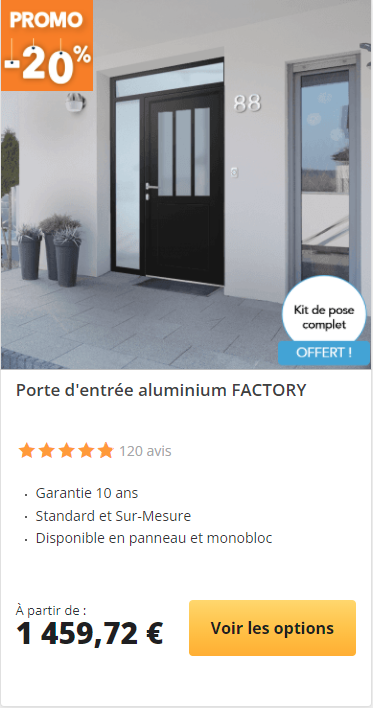 PROMO
-20%
88
Kit de pose
complet
OFFERT !
Porte d'entrée aluminium FACTORY
120 avis
· Garantie 10 ans
· Standard et Sur-Mesure
· Disponible en panneau et monobloc
À partir de :
1 459,72 €
Voir les options